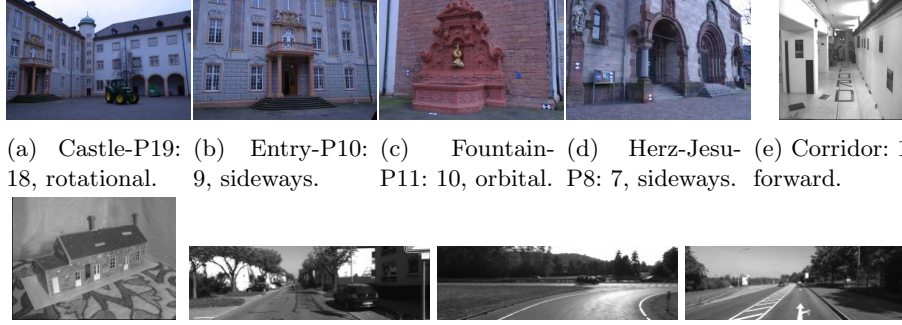 (a) Castle-P19: (b) Entry-P10: (c) Fountain- (d) Herz-Jesu- (e) Corridor:
18, rotational. 9, sideways. P11: 10, orbital. P8: 7, sideways. forward.